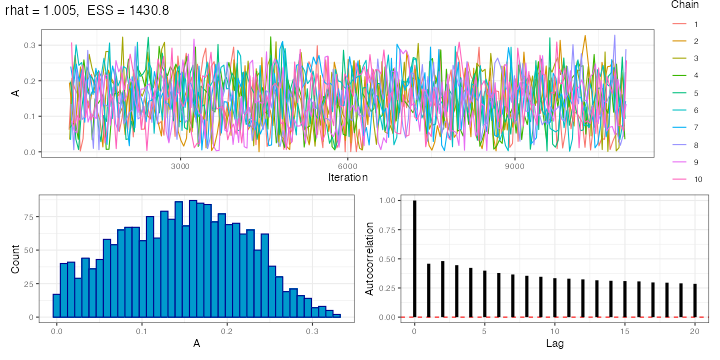 rhat = 1.005,  ESS = 1430.8
Chain
1
2
3
4
5
6
7
8
9
10
A
0.3
0.2
0.1
0.0
3000 6000 9000
Iteration
Count
75
50
25
0
0.0 0.1 0.2 0.3
A
Autocorrelation
1.00
0.75
0.50
0.25
0.00
0 5 10 15 20
Lag